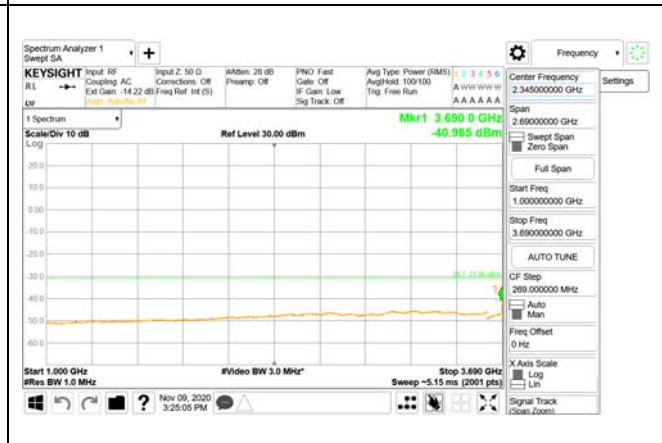 Spectrum Analyzer 1
Swept SA
Frequency
KEYSIGHT
Input: RF
Coupling: AC
Ext Gain: -14.22 dB
Align: Auto/No RF
Input Z: 50 Ω
Corrections: Off
Freq Ref: Int (S)
#Atten: 28 dB
Preamp: Off
PNO: Fast
Gate: Off
IF Gain: Low
Sig Track: Off
Avg Type: Power (RMS)
Avg|Hold: 100/100
Trig: Free Run
1 2 3 4 5 6
A W W W W W
A A A A A A
RL
1 Spectrum
Scale/Div 10 dB
Ref Level 30.00 dBm
Mkr1 3.690 0 GHz
-40.985 dBm
Log
20.0
10.0
0.00
-10.0
-20.0
-30.0
-40.0
-50.0
-60.0
1
Start 1.000 GHz
#Video BW 3.0 MHz*
Stop 3.690 GHz
#Res BW 1.0 MHz
Sweep ~5.15 ms (2001 pts)
Nov 09, 2020
3:25:05 PM
Center Frequency
2.345000000 GHz
Settings
Span
2.69000000 GHz
Swept Span
Zero Span
Full Span
Start Freq
1.000000000 GHz
Stop Freq
3.690000000 GHz
AUTO TUNE
CF Step
269.000000 MHz
Auto
Man
Freq Offset
0 Hz
X Axis Scale
Log
Lin
Signal Track
(Span Zoom)